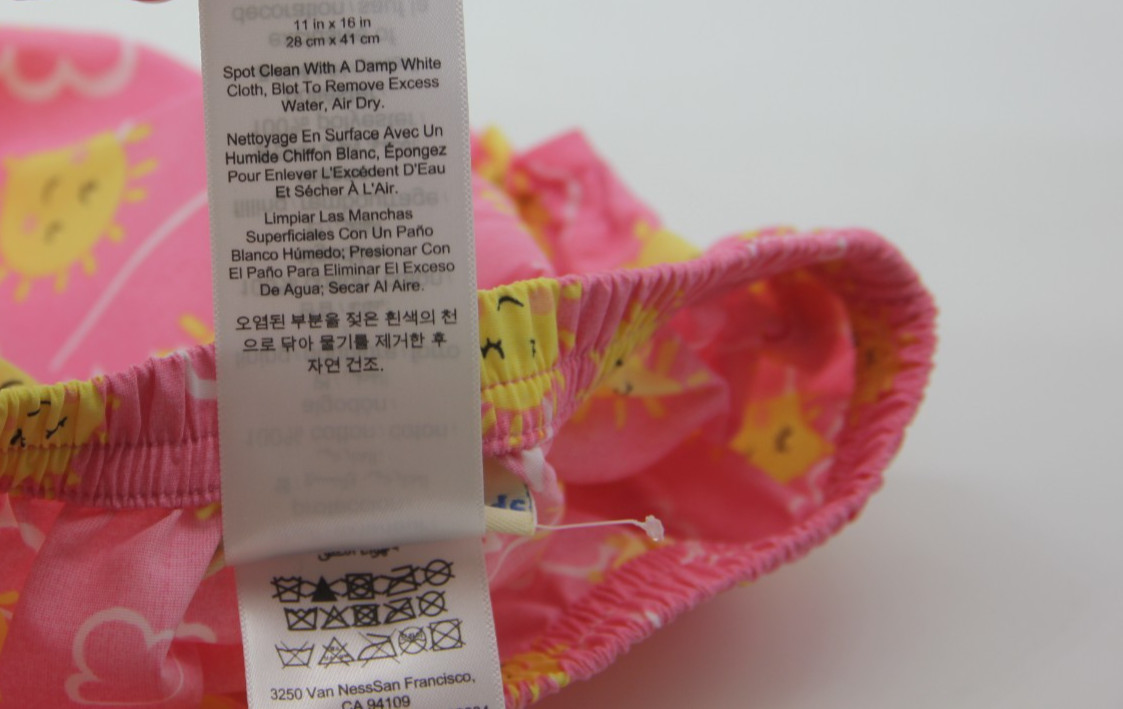 11 in x 16 in
28 cm x 41 cm
Spot Clean With A Damp White
Cloth, Blot To Remove Excess
Water, Air Dry.
Nettoyage En Surface Avec Un
Humide Chiffon Blanc, Épongez
Pour Enlever L'Excédent D'Eau
Et Sécher À L'Air.
Limpiar Las Manchas
Superficiales Con Un Paño
Blanco Húmedo; Presionar Con
El Paño Para Eliminar El Exceso
De Agua; Secar Al Aire.
오염된 부분을 젖은 흰색의 천
으로 닦아 물기를 제거한 후
자연 건조.
3250 Van NessSan Francisco,
CA 94109